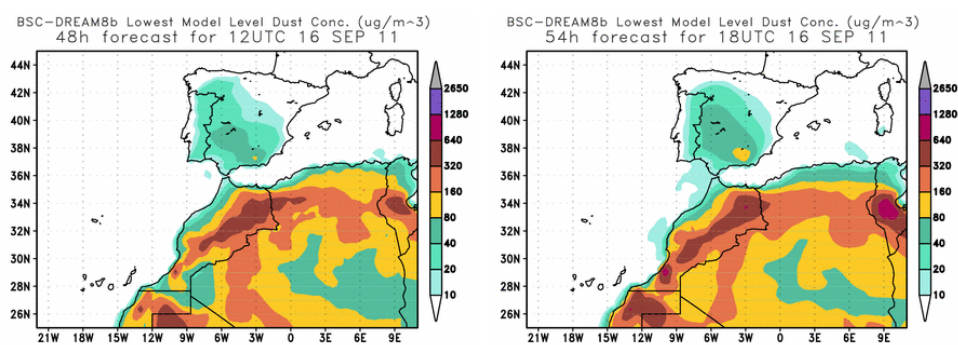 BSC-DREAM8b Lowest Model Level Dust Conc. (ug/m^3)
48h forecast for 12UTC 16 SEP 11
44N
42N
40N
38N
36N
34N
32N
30N
28N
26N
21W 18W 15W 12W 9W 6W 3W 0 3E 6E 9E
2650
1280
640
320
160
80
40
20
10
BSC-DREAM8b Lowest Model Level Dust Conc. (ug/m^3)
54h forecast for 18UTC 16 SEP 11
44N
42N
40N
38N
36N
34N
32N
30N
28N
26N
21W 18W 15W 12W 9W 6W 3W 0 3E 6E 9E
2650
1280
640
320
160
80
40
20
10